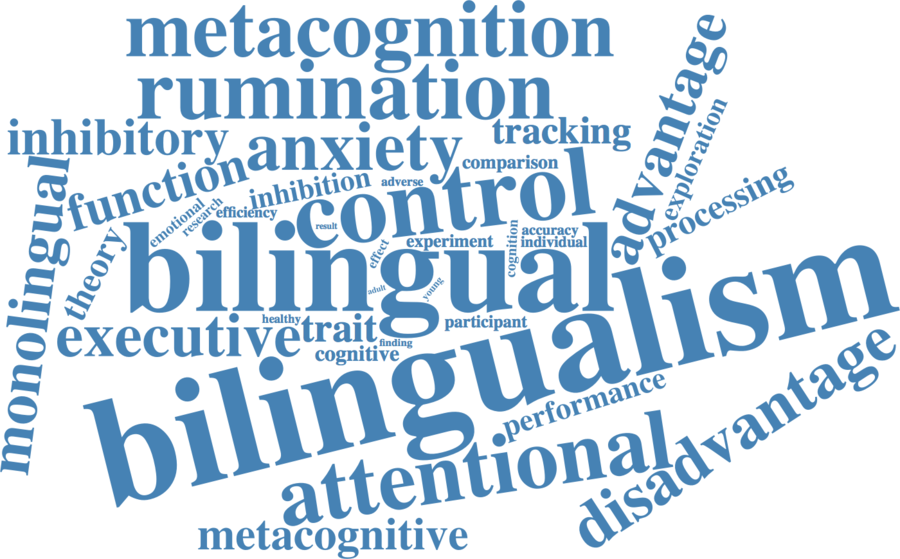 metacognition
rumination
advantage
inhibitory
anxiety
tracking
comparison
exploration
monolingual
function
inhibition
adverse
control
processing
emotional
research
efficiency
result
theory
bilingual
effect
experiment
cognition
accuracy
individual
adult
young
healthy
executive
trait
finding
cognitive
participant
bilingualism
performance
disadvantage
attentional
metacognitive